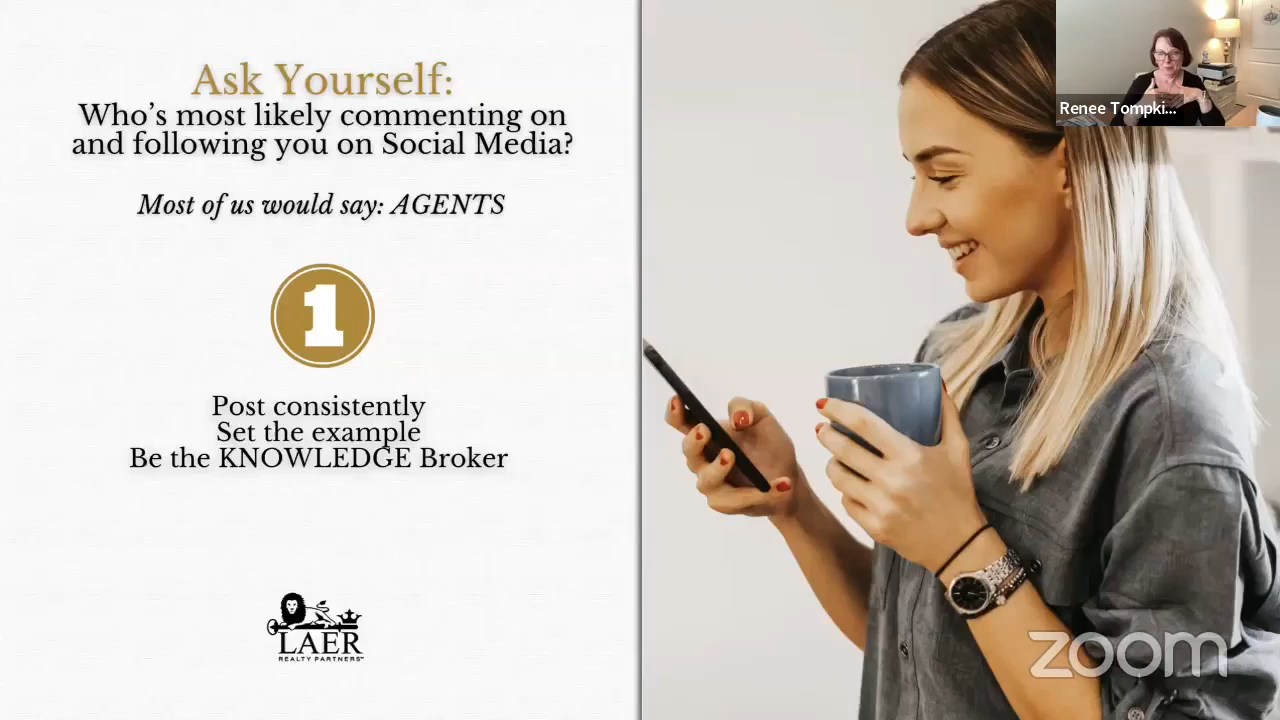 Ask Yourself:
Who's most likely commenting on
and following you on Social Media?
Most of us would say: AGENTS
1
Post consistently
Set the example
Be the KNOWLEDGE Broker
LAER
REALTY PARTNERS™
Renee Tompki...
zoom